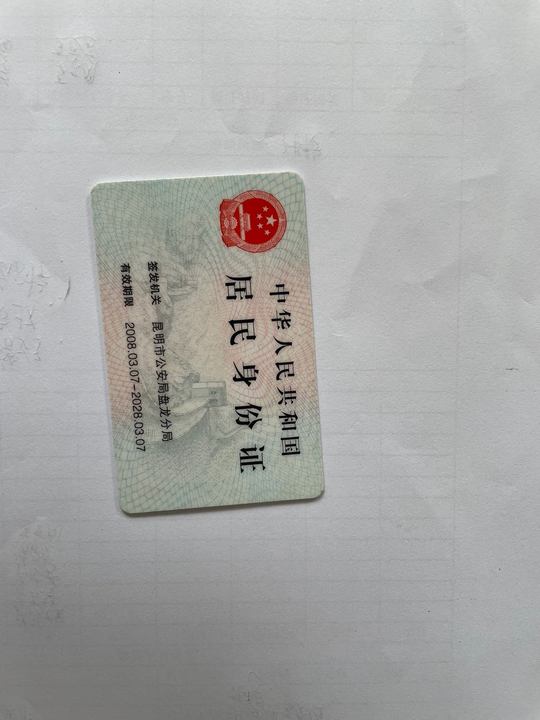 中华人民共和国
居民身份证
签发机关 昆明市公安局盘龙分局
有效期限 2008.03.07-2028.03.07